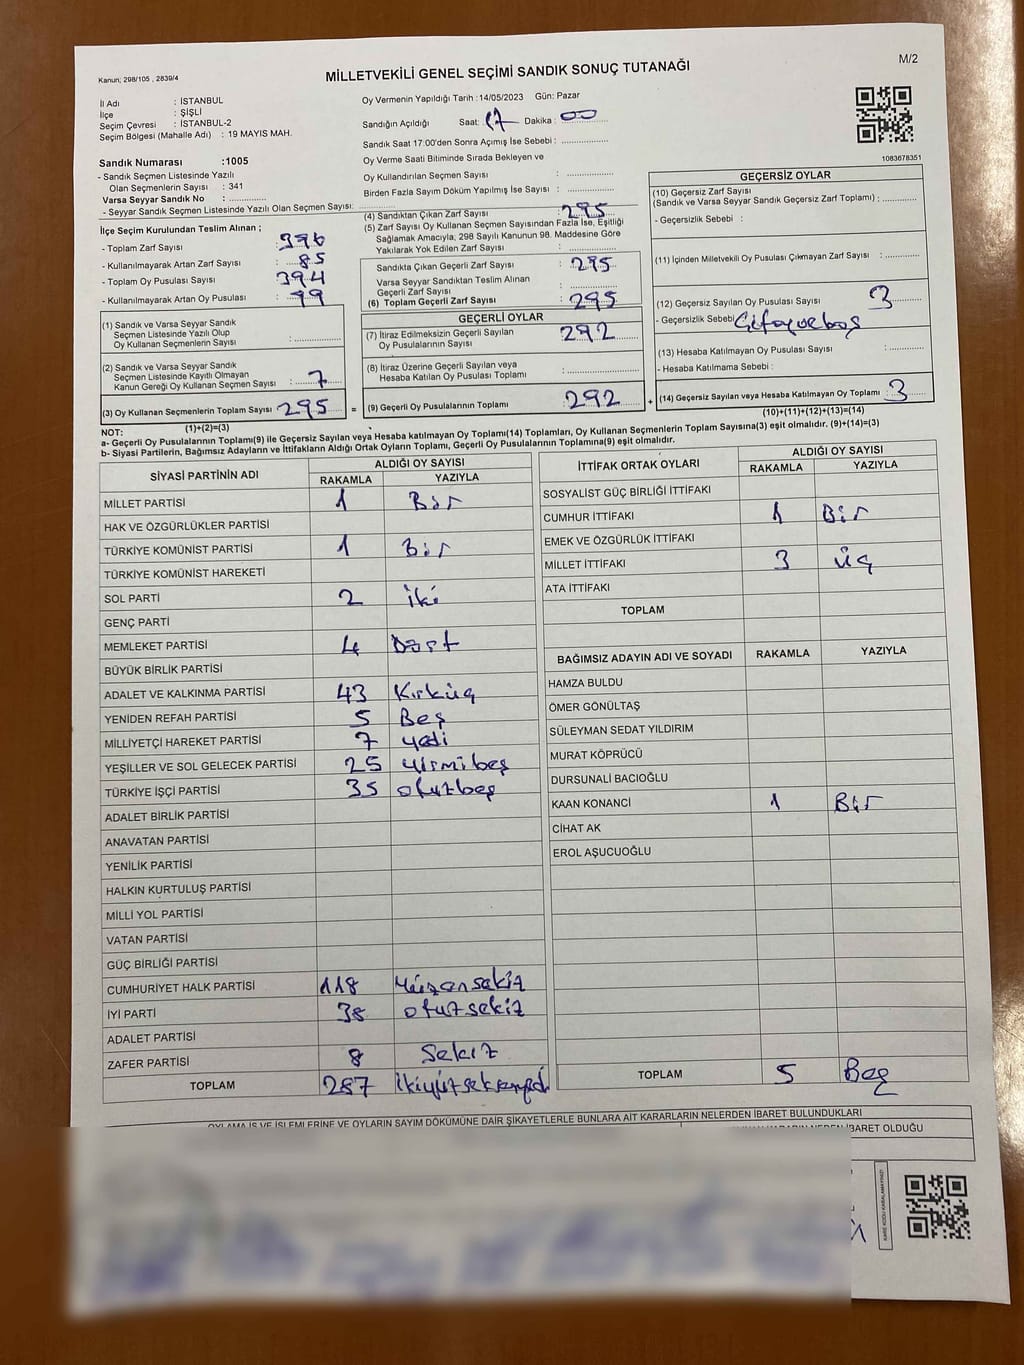 Kanun; 298/105 , 2839/4
MİLLETVEKİLİ GENEL SEÇİMİ SANDIK SONUÇ TUTANAĞI
M/2
İl Adı : İSTANBUL
İlçe : ŞİŞLİ
Seçim Çevresi : İSTANBUL-2
Seçim Bölgesi (Mahalle Adı) : 19 MAYIS MAH.
Oy Vermenin Yapıldığı Tarih :14/05/2023 Gün: Pazar
Sandığın Açıldığı Saat: 17 Dakika : 00
Sandık Saat 17:00'den Sonra Açımış İse Sebebi :
Sandık Numarası :1005
- Sandık Seçmen Listesinde Yazılı
Olan Seçmenlerin Sayısı : 341
Varsa Seyyar Sandık No :
- Seyyar Sandık Seçmen Listesinde Yazılı Olan Seçmen Sayısı:
Oy Verme Saati Bitiminde Sırada Bekleyen ve
Oy Kullandırılan Seçmen Sayısı :
Birden Fazla Sayım Döküm Yapılmış İse Sayısı :
1083678351
İlçe Seçim Kurulundan Teslim Alınan ;
- Toplam Zarf Sayısı : 396
- Kullanılmayarak Artan Zarf Sayısı : 85
- Toplam Oy Pusulası Sayısı : 394
- Kullanılmayarak Artan Oy Pusulası : 99
(4) Sandıktan Çıkan Zarf Sayısı : 295
(5) Zarf Sayısı Oy Kullanan Seçmen Sayısından Fazla İse, Eşitliği
Sağlamak Amacıyla, 298 Sayılı Kanunun 98. Maddesine Göre
Yakılarak Yok Edilen Zarf Sayısı :
Sandıkta Çıkan Geçerli Zarf Sayısı : 295
Varsa Seyyar Sandıktan Teslim Alınan
Geçerli Zarf Sayısı :
(6) Toplam Geçerli Zarf Sayısı : 295
GEÇERSİZ OYLAR
(10) Geçersiz Zarf Sayısı
(Sandık ve Varsa Seyyar Sandık Geçersiz Zarf Toplamı) :
- Geçersizlik Sebebi :
(11) İçinden Milletvekili Oy Pusulası Çıkmayan Zarf Sayısı :
(12) Geçersiz Sayılan Oy Pusulası Sayısı : 3
- Geçersizlik Sebebi
(13) Hesaba Katılmayan Oy Pusulası Sayısı :
- Hesaba Katılmama Sebebi :
(14) Geçersiz Sayılan veya Hesaba Katılmayan Oy Toplamı : 3
(10)+(11)+(12)+(13)=(14)
(1) Sandık ve Varsa Seyyar Sandık
Seçmen Listesinde Yazılı Olup
Oy Kullanan Seçmenlerin Sayısı :
(2) Sandık ve Varsa Seyyar Sandık
Seçmen Listesinde Kayıtlı Olmayan
Kanun Gereği Oy Kullanan Seçmen Sayısı : 7
(3) Oy Kullanan Seçmenlerin Toplam Sayısı : 295 =
(1)+(2)=(3)
GEÇERLİ OYLAR
(7) İtiraz Edilmeksizin Geçerli Sayılan
Oy Pusulalarının Sayısı : 292
(8) İtiraz Üzerine Geçerli Sayılan veya
Hesaba Katılan Oy Pusulası Toplamı :
(9) Geçerli Oy Pusulalarının Toplamı : 292 +
NOT:
a- Geçerli Oy Pusulalarının Toplamı(9) ile Geçersiz Sayılan veya Hesaba katılmayan Oy Toplamı(14) Toplamları, Oy Kullanan Seçmenlerin Toplam Sayısına(3) eşit olmalıdır. (9)+(14)=(3)
b- Siyasi Partilerin, Bağımsız Adayların ve İttifakların Aldığı Ortak Oyların Toplamı, Geçerli Oy Pusulalarının Toplamına(9) eşit olmalıdır.
SİYASİ PARTİNİN ADI ALDIĞI OY SAYISI
RAKAMLA YAZIYLA
MİLLET PARTİSİ 1 Bir
HAK VE ÖZGÜRLÜKLER PARTİSİ
TÜRKİYE KOMÜNİST PARTİSİ 1 Bir
TÜRKİYE KOMÜNİST HAREKETİ
SOL PARTİ 2 iki
GENÇ PARTİ
MEMLEKET PARTİSİ 4 Dört
BÜYÜK BİRLİK PARTİSİ
ADALET VE KALKINMA PARTİSİ 43 Kırküç
YENİDEN REFAH PARTİSİ 5 Beş
MİLLİYETÇİ HAREKET PARTİSİ 7 yedi
YEŞİLLER VE SOL GELECEK PARTİSİ 25 yirmibeş
TÜRKİYE İŞÇİ PARTİSİ 35 otuzbeş
ADALET BİRLİK PARTİSİ
ANAVATAN PARTİSİ
YENİLİK PARTİSİ
HALKIN KURTULUŞ PARTİSİ
MİLLİ YOL PARTİSİ
VATAN PARTİSİ
GÜÇ BİRLİĞİ PARTİSİ
CUMHURİYET HALK PARTİSİ 118 Yüzonsekiz
İYİ PARTİ 38 otuzsekiz
ADALET PARTİSİ
ZAFER PARTİSİ 8 Sekiz
TOPLAM 287 ikiyüzseksenyedi
İTTİFAK ORTAK OYLARI ALDIĞI OY SAYISI
RAKAMLA YAZIYLA
SOSYALİST GÜÇ BİRLİĞİ İTTİFAKI
CUMHUR İTTİFAKI 1 Bir
EMEK VE ÖZGÜRLÜK İTTİFAKI
MİLLET İTTİFAKI 3 üç
ATA İTTİFAKI
TOPLAM
BAĞIMSIZ ADAYIN ADI VE SOYADI RAKAMLA YAZIYLA
HAMZA BULDU
ÖMER GÖNÜLTAŞ
SÜLEYMAN SEDAT YILDIRIM
MURAT KÖPRÜCÜ
DURSUNALİ BACIOĞLU
KAAN KONANCİ 1 Bir
CİHAT AK
EROL AŞUCUOĞLU
TOPLAM 5 Beş
OYLAMA İŞ VE İŞLEMLERİNE VE OYLARIN SAYIM DÖKÜMÜNE DAİR ŞİKAYETLERLE BUNLARA AİT KARARLARIN NELERDEN İBARET BULUNDUKLARI
İBARET OLDUĞU
KARE KODU KARALAMAYINIZ!